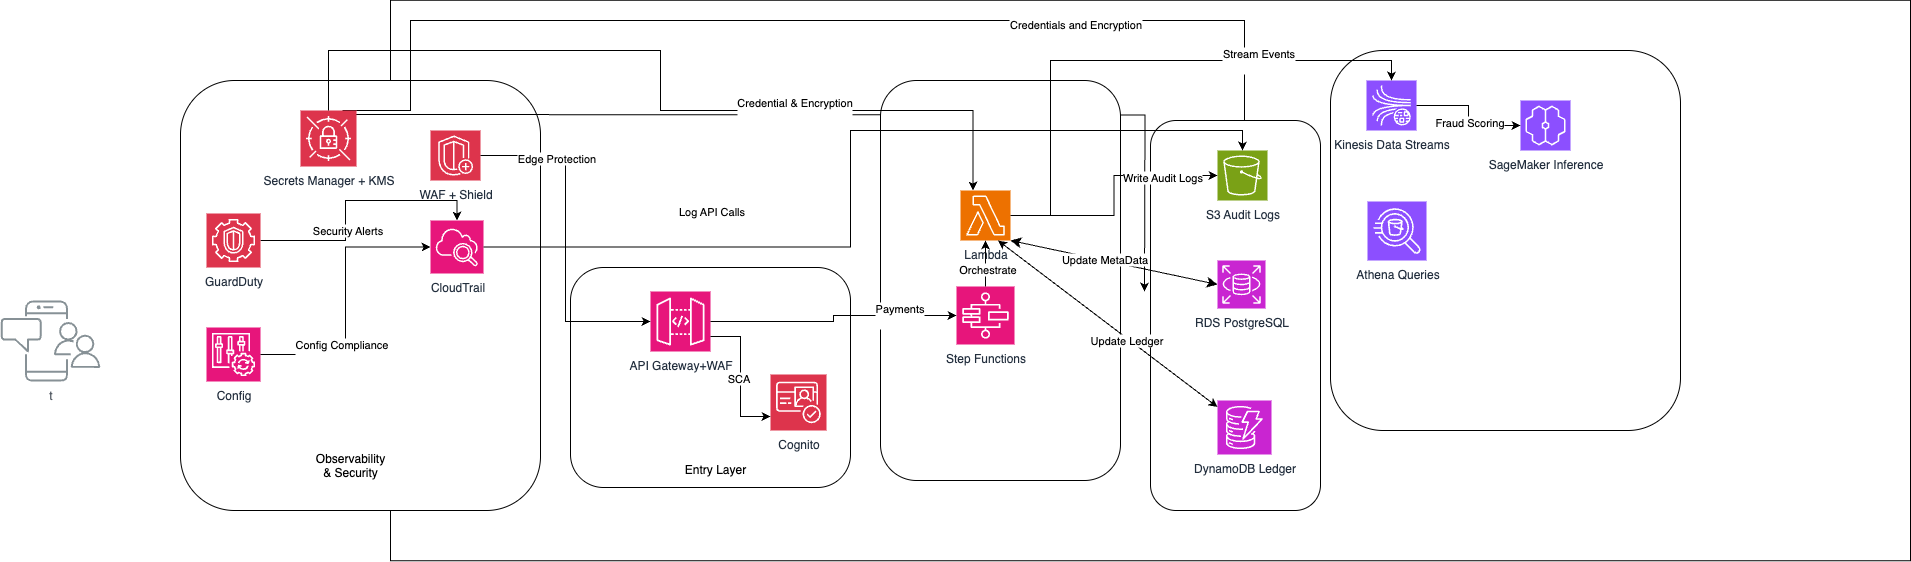 Credentials and Encryption
Stream Events
Credential & Encryption
Fraud Scoring
Kinesis Data Streams
SageMaker Inference
Edge Protection
Secrets Manager + KMS
WAF + Shield
Write Audit Logs
Log API Calls
S3 Audit Logs
Security Alerts
Lambda
Update MetaData
Orchestrate
Athena Queries
GuardDuty
CloudTrail
Payments
RDS PostgreSQL
Config Compliance
Update Ledger
API Gateway+WAF
Step Functions
SCA
t
Config
Cognito
Observability
& Security
Entry Layer
DynamoDB Ledger